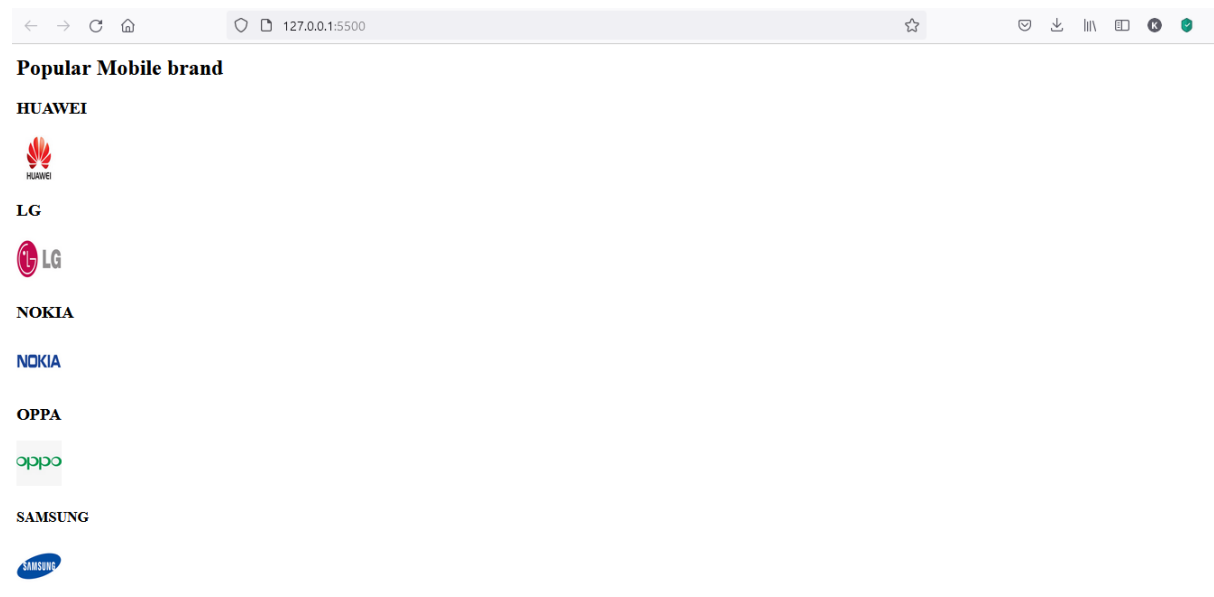 127.0.0.1:5500
K
Popular Mobile brand
HUAWEI
HUAWEI
LG
LG
NOKIA
NOKIA
OPPA
oppo
SAMSUNG
SAMSUNG